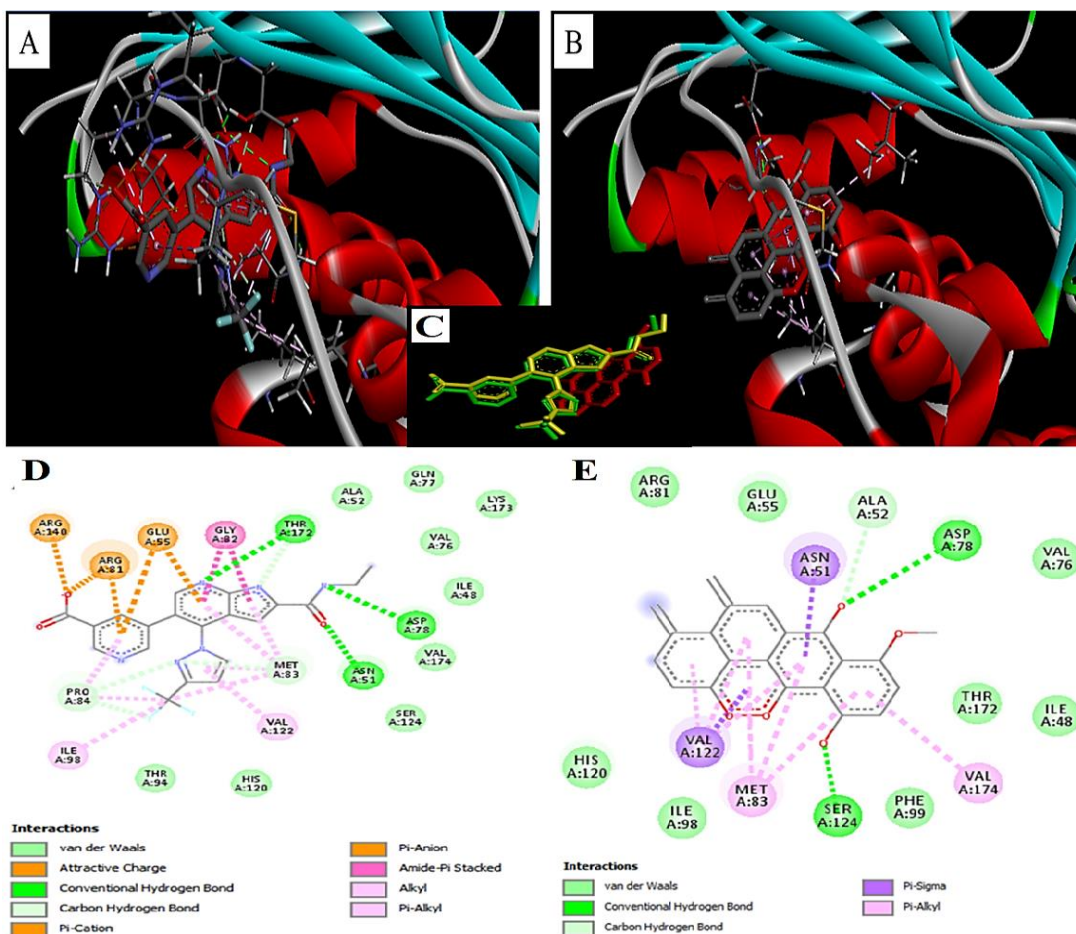 A
B
C
D
E
ARG
A:140
ARG
A:81
GLU
A:55
GLY
A:82
THR
A:172
ALA
A:52
GLN
A:77
LYS
A:173
VAL
A:76
ILE
A:48
ASP
A:78
VAL
A:174
ASN
A:51
SER
A:124
MET
A:83
VAL
A:122
PRO
A:84
ILE
A:98
THR
A:94
HIS
A:120
Interactions
van der Waals
Attractive Charge
Conventional Hydrogen Bond
Carbon Hydrogen Bond
Pi-Cation
Pi-Anion
Amide-Pi Stacked
Alkyl
Pi-Alkyl
ARG
A:81
GLU
A:55
ALA
A:52
ASP
A:78
VAL
A:76
ASN
A:51
THR
A:172
ILE
A:48
VAL
A:122
HIS
A:120
ILE
A:98
MET
A:83
SER
A:124
PHE
A:99
VAL
A:174
Interactions
van der Waals
Conventional Hydrogen Bond
Carbon Hydrogen Bond
Pi-Sigma
Pi-Alkyl